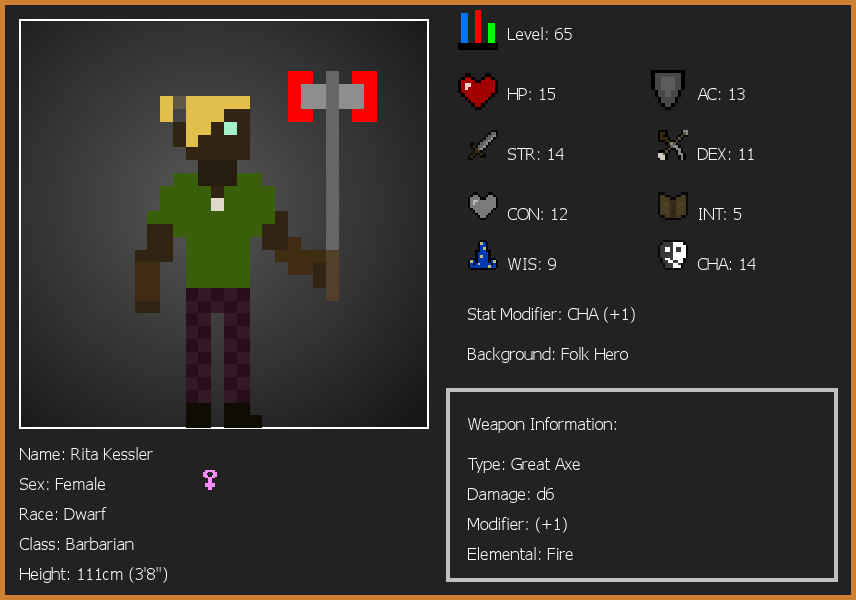 Level: 65
HP: 15
AC: 13
STR: 14
DEX: 11
CON: 12
INT: 5
WIS: 9
CHA: 14
Stat Modifier: CHA (+1)
Background: Folk Hero
Weapon Information:
Type: Great Axe
Damage: d6
Modifier: (+1)
Elemental: Fire
Name: Rita Kessler
Sex: Female
Race: Dwarf
Class: Barbarian
Height: 111cm (3'8")